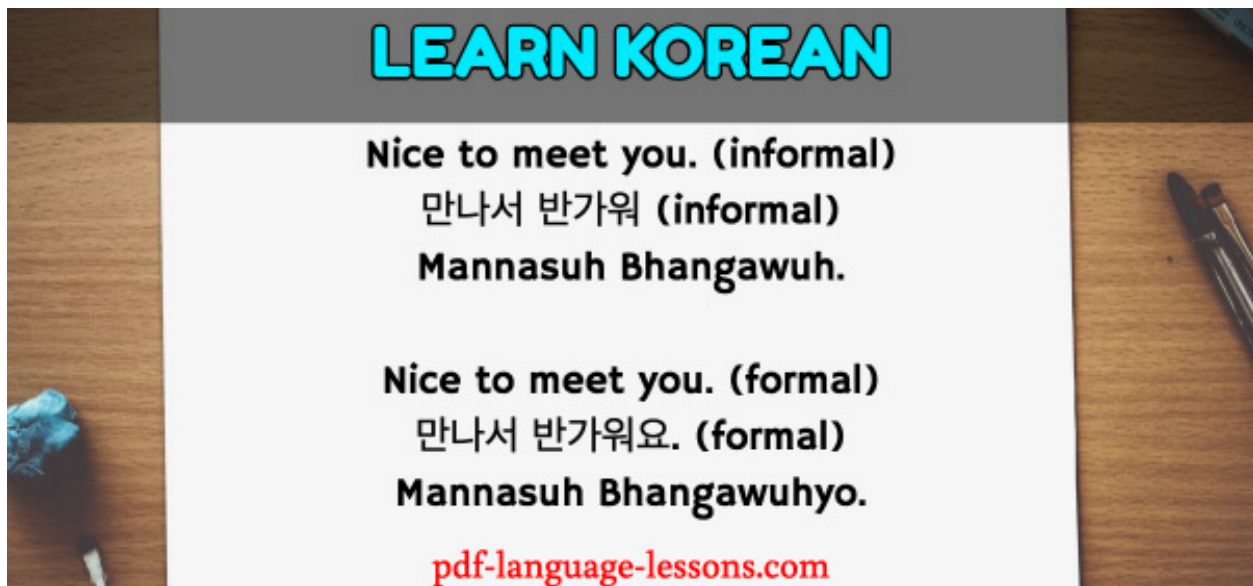 LEARN KOREAN
Nice to meet you. (informal)
만나서 반가워 (informal)
Mannasuh Bhangawuh.
Nice to meet you. (formal)
만나서 반가워요. (formal)
Mannasuh Bhangawuhyo.
pdf-language-lessons.com